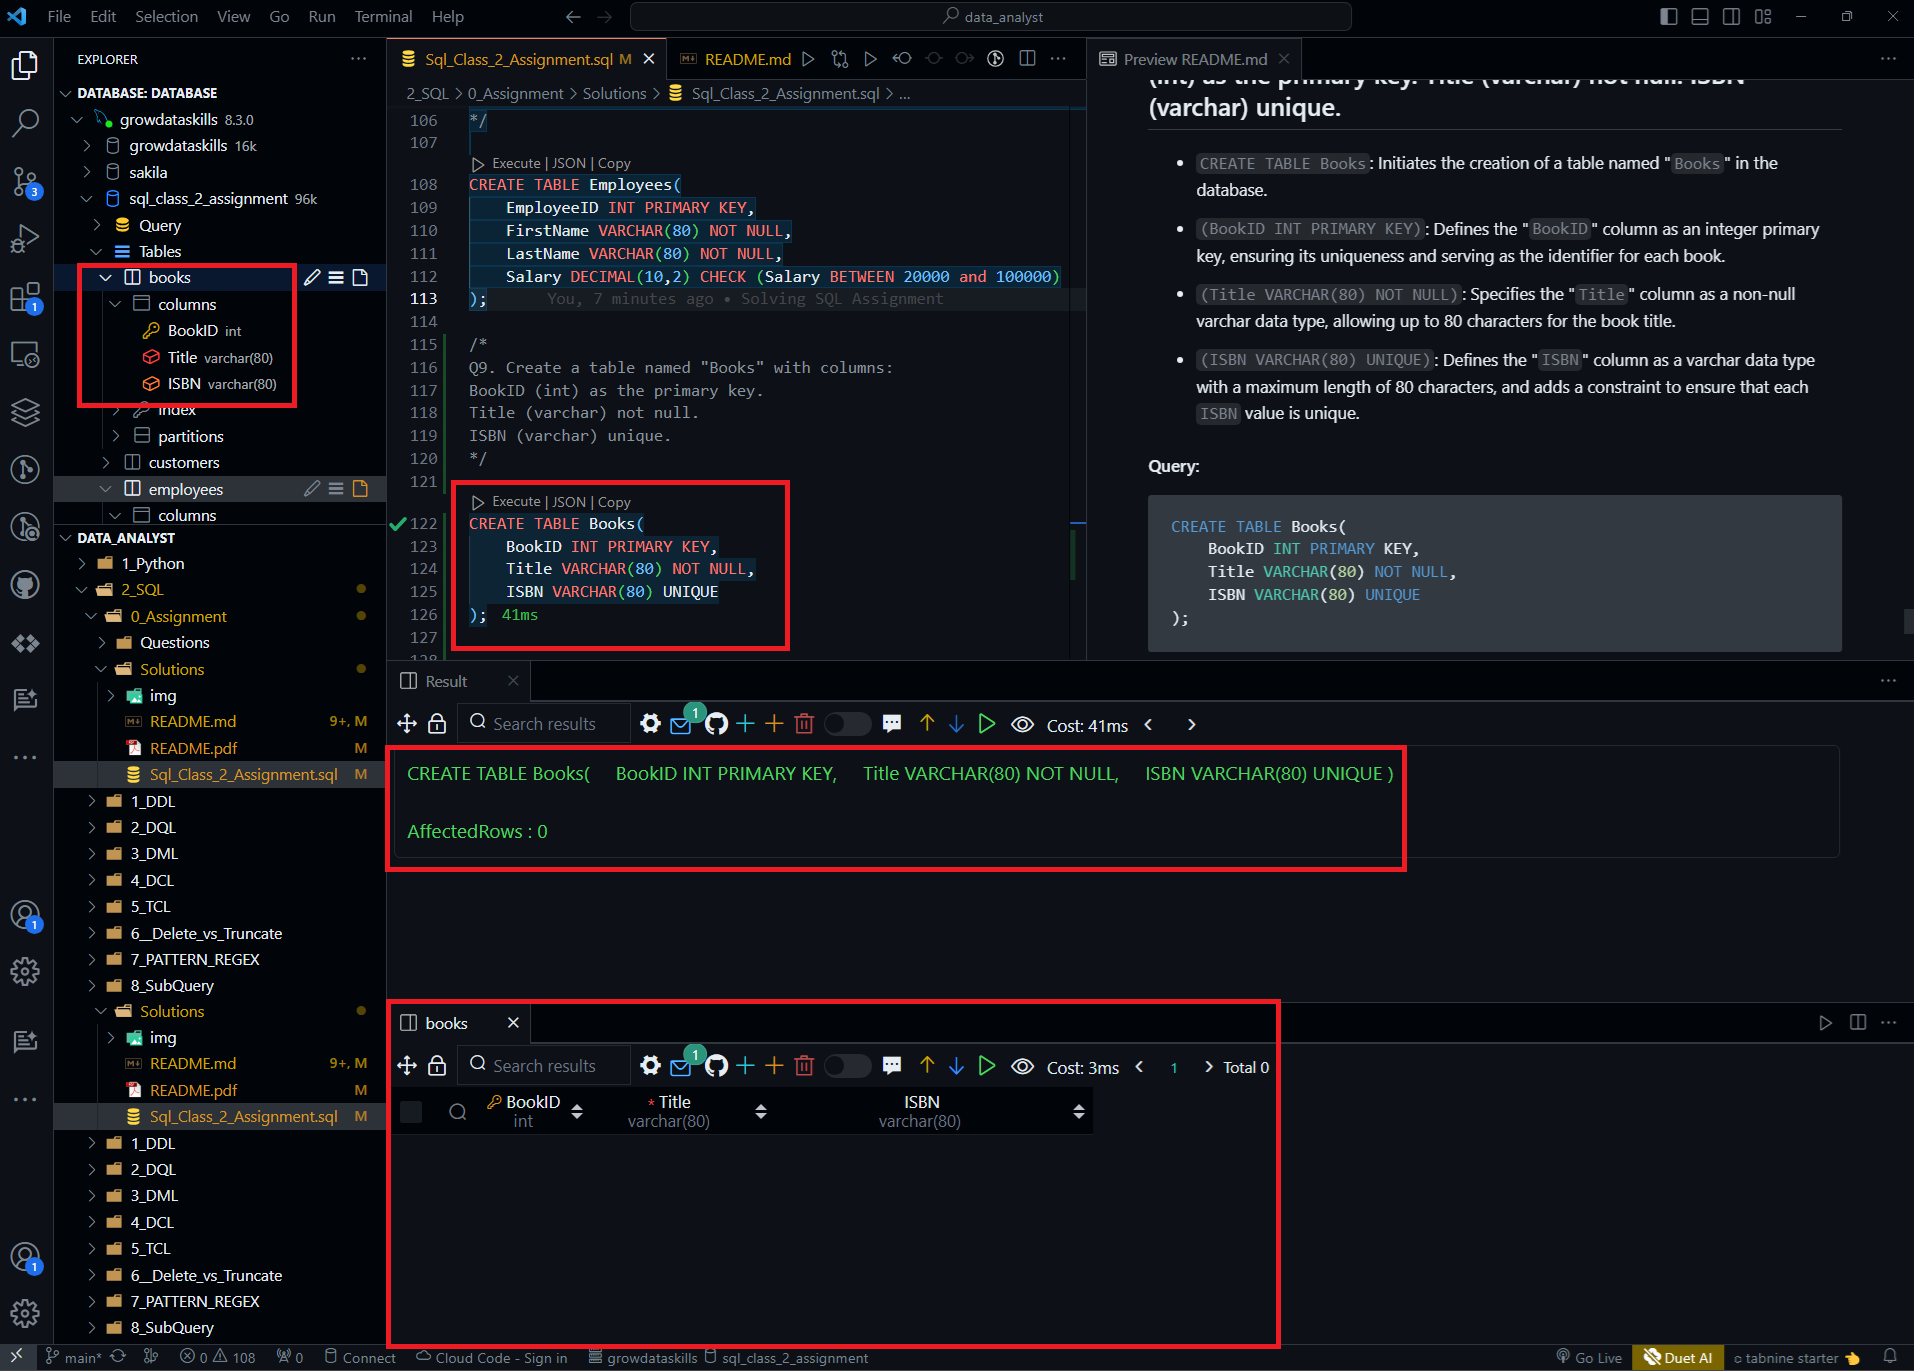 File Edit Selection View Go Run Terminal Help
data_analyst
EXPLORER
DATABASE: DATABASE
growdataskills 8.3.0
growdataskills 16k
sakila
sql_class_2_assignment 96k
Query
Tables
books
columns
BookID int
Title varchar(80)
ISBN varchar(80)
index
partitions
customers
employees
columns
DATA_ANALYST
1_Python
2_SQL
0_Assignment
Questions
Solutions
img
README.md 9+, M
README.pdf M
Sql_Class_2_Assignment.sql M
1_DDL
2_DQL
3_DML
4_DCL
5_TCL
6__Delete_vs_Truncate
7_PATTERN_REGEX
8_SubQuery
Solutions
img
README.md 9+, M
README.pdf M
Sql_Class_2_Assignment.sql M
1_DDL
2_DQL
3_DML
4_DCL
5_TCL
6__Delete_vs_Truncate
7_PATTERN_REGEX
8_SubQuery
3
1
1
1
Sql_Class_2_Assignment.sql M
README.md
2_SQL > 0_Assignment > Solutions > Sql_Class_2_Assignment.sql > ...
106 */
107
Execute | JSON | Copy
108 CREATE TABLE Employees(
109 EmployeeID INT PRIMARY KEY,
110 FirstName VARCHAR(80) NOT NULL,
111 LastName VARCHAR(80) NOT NULL,
112 Salary DECIMAL(10,2) CHECK (Salary BETWEEN 20000 and 100000)
113 ); You, 7 minutes ago • Solving SQL Assignment
114
115 /*
116 Q9. Create a table named "Books" with columns:
117 BookID (int) as the primary key.
118 Title (varchar) not null.
119 ISBN (varchar) unique.
120 */
121
Execute | JSON | Copy
122 CREATE TABLE Books(
123 BookID INT PRIMARY KEY,
124 Title VARCHAR(80) NOT NULL,
125 ISBN VARCHAR(80) UNIQUE
126 ); 41ms
127
128
Preview README.md
(int) as the primary key. Title (varchar) not null. ISBN
(varchar) unique.
• CREATE TABLE Books: Initiates the creation of a table named "Books" in the
database.
• (BookID INT PRIMARY KEY): Defines the "BookID" column as an integer primary
key, ensuring its uniqueness and serving as the identifier for each book.
• (Title VARCHAR(80) NOT NULL): Specifies the "Title" column as a non-null
varchar data type, allowing up to 80 characters for the book title.
• (ISBN VARCHAR(80) UNIQUE): Defines the "ISBN" column as a varchar data type
with a maximum length of 80 characters, and adds a constraint to ensure that each
ISBN value is unique.
Query:
CREATE TABLE Books(
BookID INT PRIMARY KEY,
Title VARCHAR(80) NOT NULL,
ISBN VARCHAR(80) UNIQUE
);
Result
Search results 1 Cost: 41ms
CREATE TABLE Books( BookID INT PRIMARY KEY, Title VARCHAR(80) NOT NULL, ISBN VARCHAR(80) UNIQUE )
AffectedRows : 0
books
Search results 1 Cost: 3ms 1 Total 0
BookID * Title ISBN
int varchar(80) varchar(80)
main* 0 108 0 Connect Cloud Code - Sign in growdataskills sql_class_2_assignment Go Live Duet AI tabnine starter